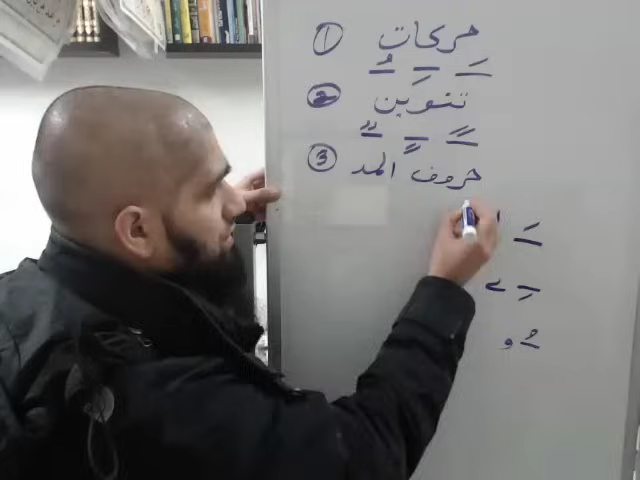 ① حركات
ـَ ـِ ـُ
② تنوين
ـً ـٍ ـٌ
③ حروف المد
ـَ ا
ـِ ي
ـُ و